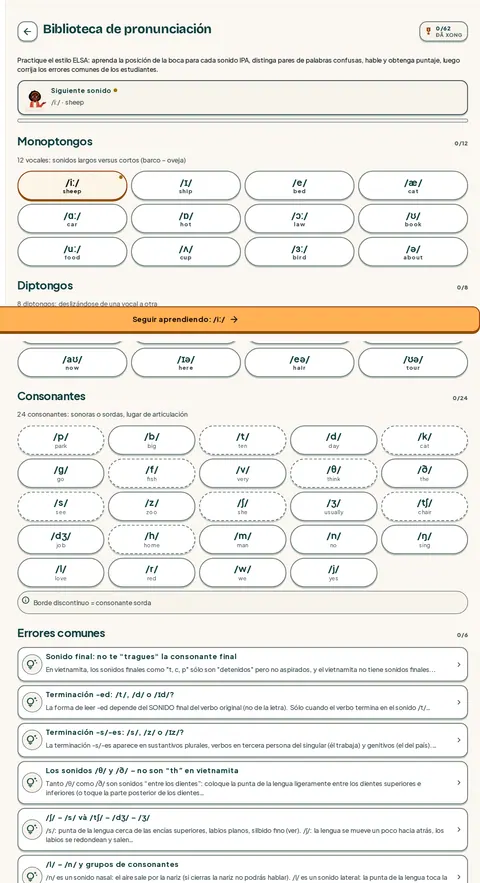 Biblioteca de pronunciación
0/62
ĐÃ XONG
Practique el estilo ELSA: aprenda la posición de la boca para cada sonido IPA, distinga pares de palabras confusas, hable y obtenga puntaje, luego
corrija los errores comunes de los estudiantes.
Siguiente sonido
/iː/ · sheep
Monoptongos
0/12
12 vocales: sonidos largos versus cortos (barco – oveja)
/iː/ /ɪ/ /e/ /æ/
sheep ship bed cat
/ɑː/ /ɒ/ /ɔː/ /ʊ/
car hot law book
/uː/ /ʌ/ /ɜː/ /ə/
food cup bird about
Diptongos
0/8
8 diptongos: deslizándose de una vocal a otra
Seguir aprendiendo: /iː/ →
/aʊ/ /ɪə/ /eə/ /ʊə/
now here hair tour
Consonantes
0/24
24 consonantes: sonoras o sordas, lugar de articulación
/p/ /b/ /t/ /d/ /k/
park big ten day cat
/g/ /f/ /v/ /θ/ /ð/
go fish very think the
/s/ /z/ /ʃ/ /ʒ/ /tʃ/
see zoo she usually chair
/dʒ/ /h/ /m/ /n/ /ŋ/
job home man no sing
/l/ /r/ /w/ /j/
love red we yes
Borde discontinuo = consonante sorda
Errores comunes
0/6
Sonido final: no te "tragues" la consonante final
En vietnamita, los sonidos finales como "t, c, p" sólo son "detenidos" pero no aspirados, y el vietnamita no tiene sonidos finales...
Terminación -ed: /t/, /d/ o /ɪd/?
La forma de leer -ed depende del SONIDO final del verbo original (no de la letra). Sólo cuando el verbo termina en el sonido /t/...
Terminación -s/-es: /s/, /z/ o /ɪz/?
La terminación -s/-es aparece en sustantivos plurales, verbos en tercera persona del singular (él trabaja) y genitivos (el del país)....
Los sonidos /θ/ y /ð/ – no son "th" en vietnamita
Tanto /θ/ como /ð/ son sonidos "entre los dientes": coloque la punta de la lengua ligeramente entre los dientes superiores e
inferiores (o toque la parte posterior de los dientes...
/ʃ/ – /s/ và /tʃ/ – /dʒ/ – /ʒ/
/s/: punta de la lengua cerca de las encías superiores, labios planos, silbido fino (ver). /ʃ/: la lengua se mueve un poco hacia atrás, los
labios se redondean y salen...
/l/ – /n/ y grupos de consonantes
/n/ es un sonido nasal: el aire sale por la nariz (si cierras la nariz no podrás hablar). /l/ es un sonido lateral: la punta de la lengua toca la